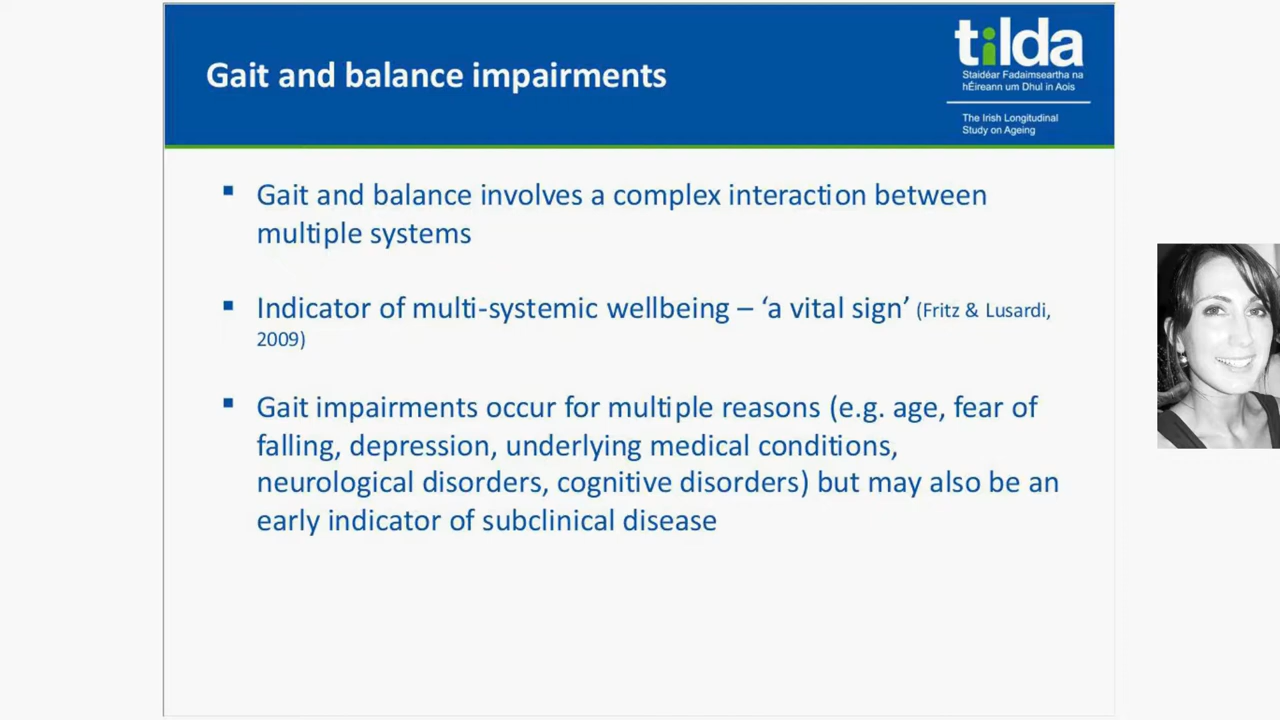 Gait and balance impairments
tilda
Staidéar Fadaimseartha na
hÉireann um Dhul in Aois
The Irish Longitudinal
Study on Ageing
▪ Gait and balance involves a complex interaction between
multiple systems
▪ Indicator of multi-systemic wellbeing – ‘a vital sign’ (Fritz & Lusardi,
2009)
▪ Gait impairments occur for multiple reasons (e.g. age, fear of
falling, depression, underlying medical conditions,
neurological disorders, cognitive disorders) but may also be an
early indicator of subclinical disease